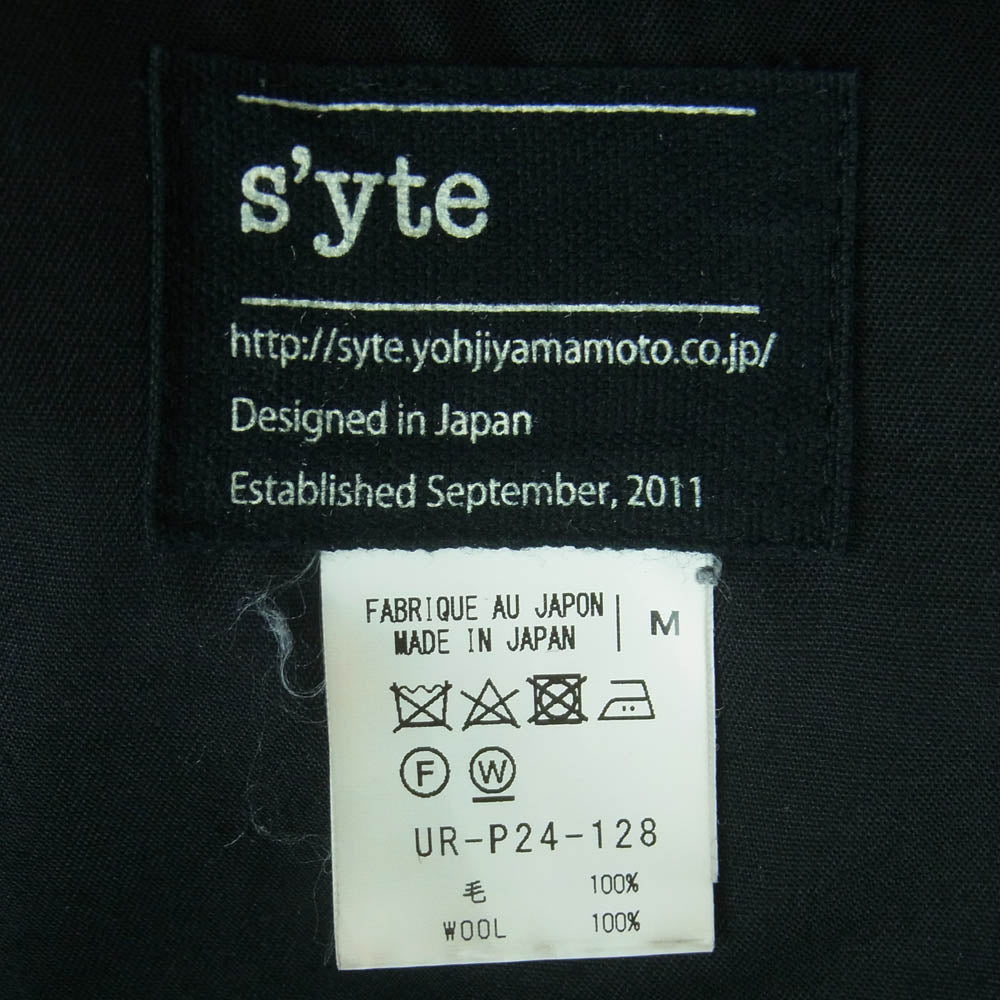 s'yte
http://syte.yohjiyamamoto.co.jp/
Designed in Japan
Established September, 2011
FABRIQUE AU JAPON
MADE IN JAPAN
M
F W
UR-P24-128
毛 100%
WOOL 100%